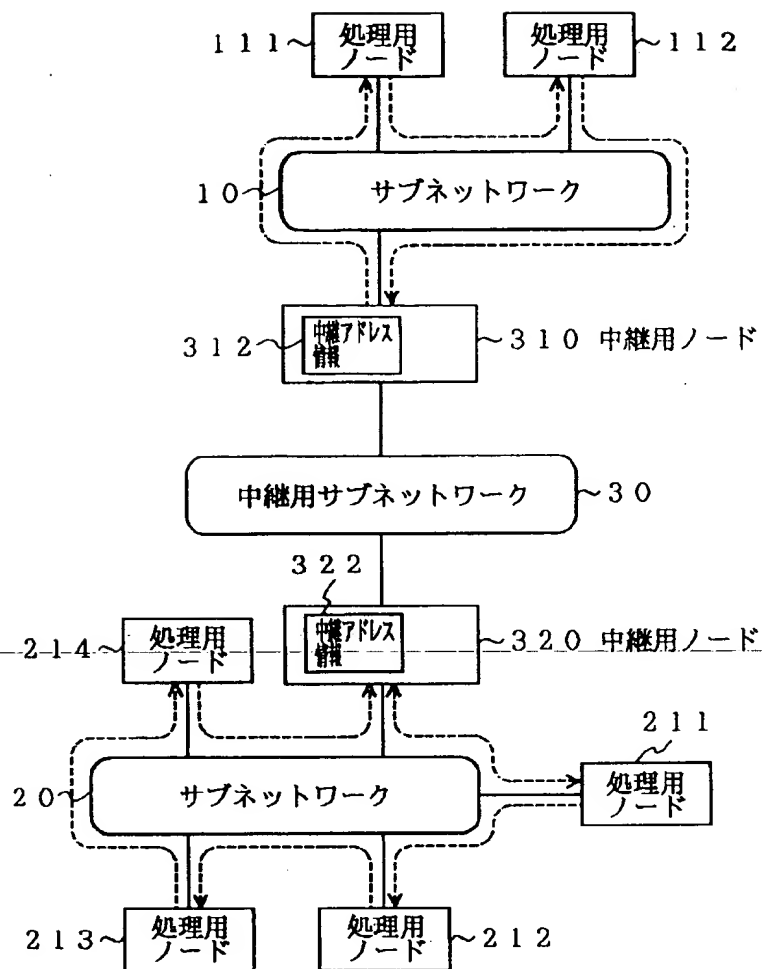 111
処理用
ノード
処理用
ノード
112
10
サブネットワーク
312
中継アドレス
情報
310 中継用ノード
中継用サブネットワーク
30
322
中継アドレス
情報
320 中継用ノード
214
処理用
ノード
211
処理用
ノード
20
サブネットワーク
213
処理用
ノード
処理用
ノード
212